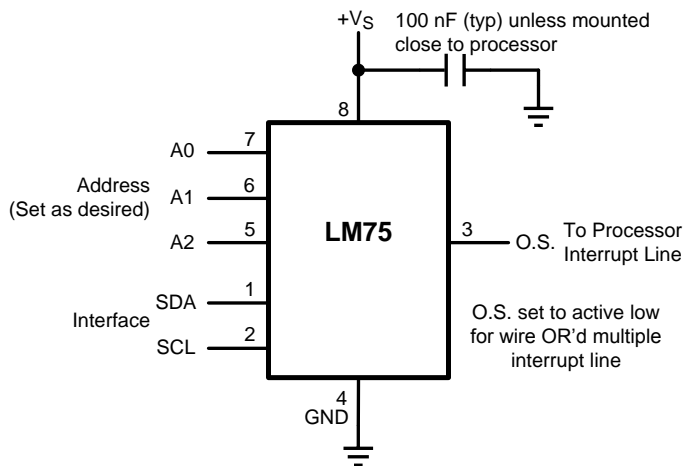 +VS
100 nF (typ) unless mounted
close to processor
8
A0
7
Address
(Set as desired)
A1
6
A2
5
LM75
3
O.S.
To Processor
Interrupt Line
SDA
1
Interface
SCL
2
O.S. set to active low
for wire OR'd multiple
interrupt line
4
GND